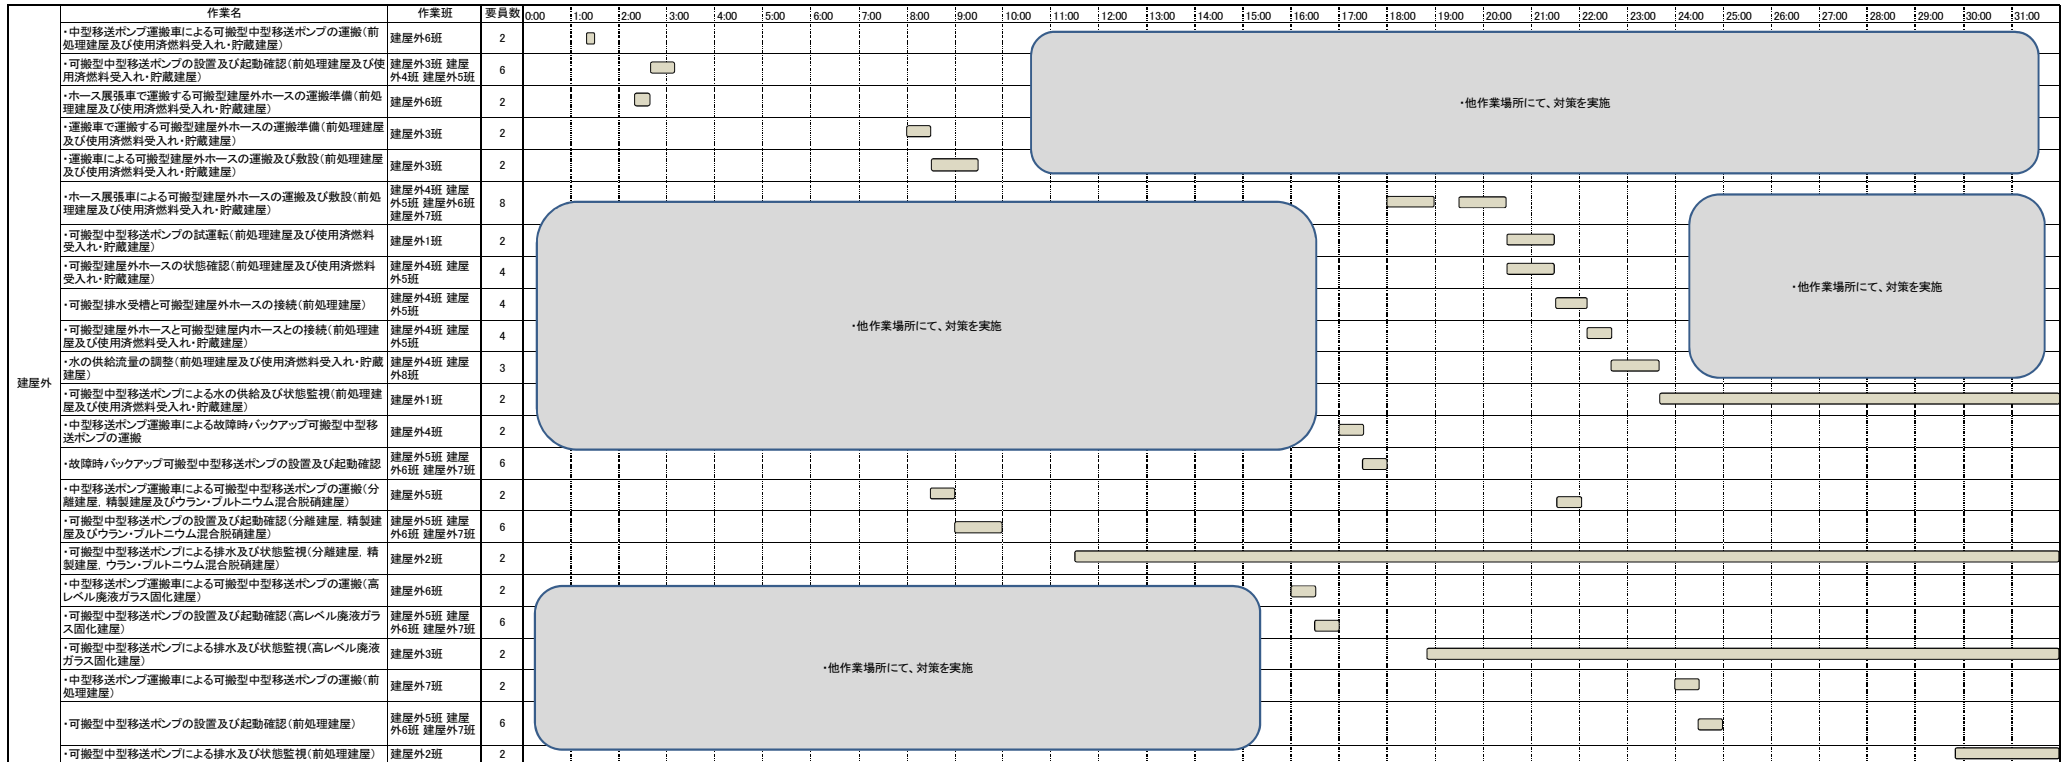 作業名 作業班 要員数 0:00 1:00 2:00 3:00 4:00 5:00 6:00 7:00 8:00 9:00 10:00 11:00 12:00 13:00 14:00 15:00 16:00 17:00 18:00 19:00 20:00 21:00 22:00 23:00 24:00 25:00 26:00 27:00 28:00 29:00 30:00 31:00
建屋外
・中型移送ポンプ運搬車による可搬型中型移送ポンプの運搬(前
処理建屋及び使用済燃料受入れ・貯蔵建屋)
建屋外6班
2
・可搬型中型移送ポンプの設置及び起動確認(前処理建屋及び使
用済燃料受入れ・貯蔵建屋)
建屋外3班 建屋
外4班 建屋外5班
6
・ホース展張車で運搬する可搬型建屋外ホースの運搬準備(前処
理建屋及び使用済燃料受入れ・貯蔵建屋)
建屋外6班
2
・運搬車で運搬する可搬型建屋外ホースの運搬準備(前処理建屋
及び使用済燃料受入れ・貯蔵建屋)
建屋外3班
2
・運搬車による可搬型建屋外ホースの運搬及び敷設(前処理建屋
及び使用済燃料受入れ・貯蔵建屋)
建屋外3班
2
・他作業場所にて、対策を実施
・ホース展張車による可搬型建屋外ホースの運搬及び敷設(前処
理建屋及び使用済燃料受入れ・貯蔵建屋)
建屋外4班 建屋
外5班 建屋外6班
建屋外7班
8
・可搬型中型移送ポンプの試運転(前処理建屋及び使用済燃料
受入れ・貯蔵建屋)
建屋外1班
2
・可搬型建屋外ホースの状態確認(前処理建屋及び使用済燃料
受入れ・貯蔵建屋)
建屋外4班 建屋
外5班
4
・可搬型排水受槽と可搬型建屋外ホースの接続(前処理建屋)
建屋外4班 建屋
外5班
4
・可搬型建屋外ホースと可搬型建屋内ホースとの接続(前処理建
屋及び使用済燃料受入れ・貯蔵建屋)
建屋外4班 建屋
外5班
4
・水の供給流量の調整(前処理建屋及び使用済燃料受入れ・貯蔵
建屋)
建屋外4班 建屋
外8班
3
・可搬型中型移送ポンプによる水の供給及び状態監視(前処理建
屋及び使用済燃料受入れ・貯蔵建屋)
建屋外1班
2
・中型移送ポンプ運搬車による故障時バックアップ可搬型中型移
送ポンプの運搬
建屋外4班
2
・故障時バックアップ可搬型中型移送ポンプの設置及び起動確認
建屋外5班 建屋
外6班 建屋外7班
6
・他作業場所にて、対策を実施
・他作業場所にて、対策を実施
・中型移送ポンプ運搬車による可搬型中型移送ポンプの運搬(分
離建屋, 精製建屋及びウラン・プルトニウム混合脱硝建屋)
建屋外5班
2
・可搬型中型移送ポンプの設置及び起動確認(分離建屋, 精製建
屋及びウラン・プルトニウム混合脱硝建屋)
建屋外5班 建屋
外6班 建屋外7班
6
・可搬型中型移送ポンプによる排水及び状態監視(分離建屋, 精
製建屋, ウラン・プルトニウム混合脱硝建屋)
建屋外2班
2
・中型移送ポンプ運搬車による可搬型中型移送ポンプの運搬(高
レベル廃液ガラス固化建屋)
建屋外6班
2
・可搬型中型移送ポンプの設置及び起動確認(高レベル廃液ガラ
ス固化建屋)
建屋外5班 建屋
外6班 建屋外7班
6
・可搬型中型移送ポンプによる排水及び状態監視(高レベル廃液
ガラス固化建屋)
建屋外3班
2
・中型移送ポンプ運搬車による可搬型中型移送ポンプの運搬(前
処理建屋)
建屋外7班
2
・可搬型中型移送ポンプの設置及び起動確認(前処理建屋)
建屋外5班 建屋
外6班 建屋外7班
6
・可搬型中型移送ポンプによる排水及び状態監視(前処理建屋)
建屋外2班
2
・他作業場所にて、対策を実施